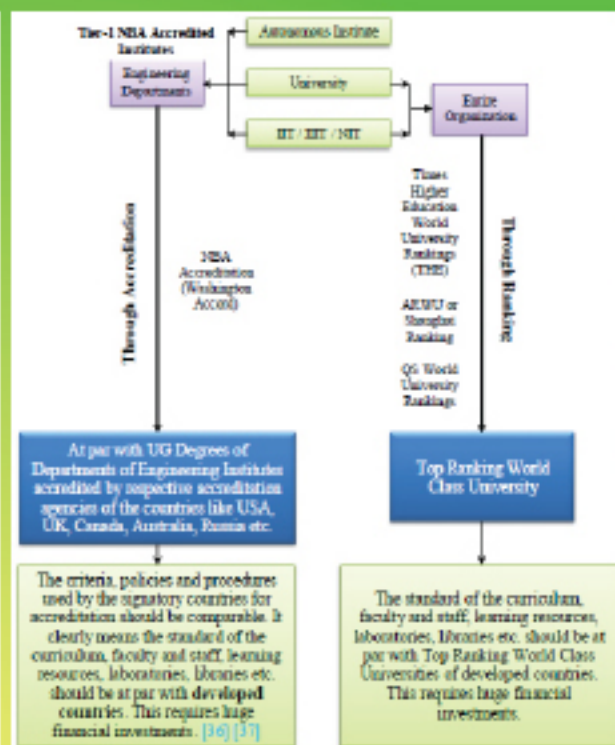 Tier-1 NBA Accredited
Institutes
Autonomous Institute
Engineering
Departments
University
IIT / IIIT / NIT
Entire
Organization
Through Accreditation
NBA
Accreditation
(Washington
Accord)
Times
Higher
Education
World
University
Rankings
(THE)
ARWU or
Shanghai
Ranking
QS World
University
Rankings
Through Ranking
At par with UG Degrees of
Departments of Engineering Institutes
accredited by respective accreditation
agencies of the countries like USA,
UK, Canada, Australia, Russia etc.
Top Ranking World
Class University
The criteria, policies and procedures
used by the signatory countries for
accreditation should be comparable. It
clearly means the standard of the
curriculum, faculty and staff, learning
resources, laboratories, libraries etc.
should be at par with developed
countries. This requires huge
financial investments. [36] [37]
The standard of the curriculum,
faculty and staff, learning resources,
laboratories, libraries etc. should be at
par with Top Ranking World Class
Universities of developed countries.
This requires huge financial
investments.